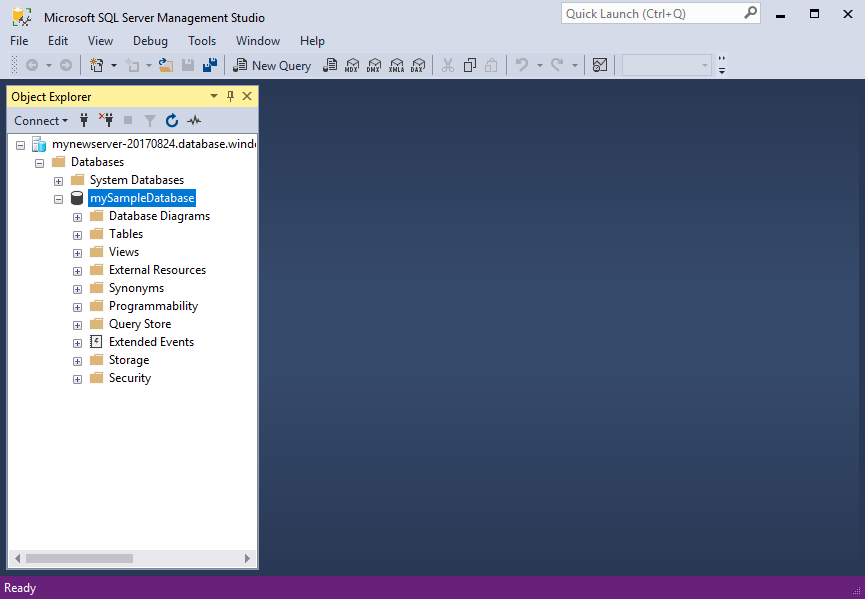 Microsoft SQL Server Management Studio
Quick Launch (Ctrl+Q)
File Edit View Debug Tools Window Help
New Query MDX DMX XMLA DAX
Object Explorer
Connect
mynewserver-20170824.database.wind
Databases
System Databases
mySampleDatabase
Database Diagrams
Tables
Views
External Resources
Synonyms
Programmability
Query Store
Extended Events
Storage
Security
Ready